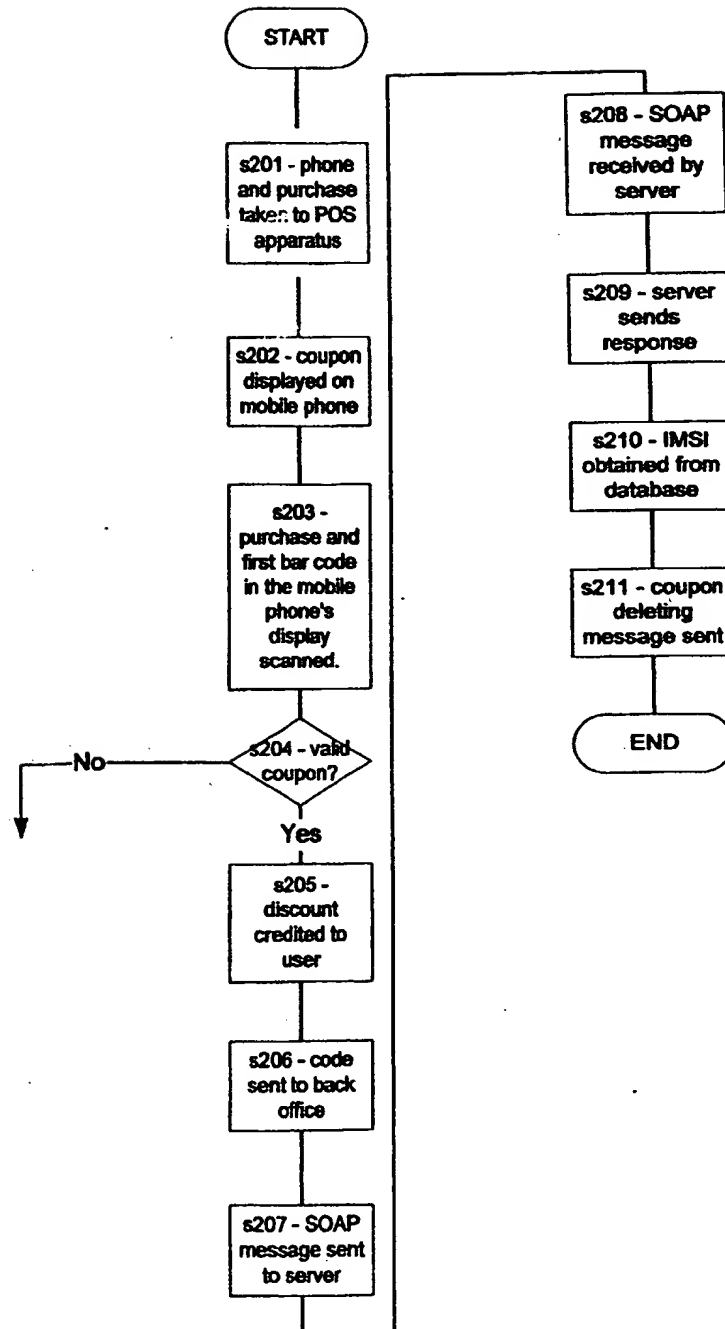 START
s201 - phone
and purchase
taken to POS
apparatus
s202 - coupon
displayed on
mobile phone
s203 -
purchase and
first bar code
in the mobile
phone's
display
scanned.
s204 - valid
coupon?
No
Yes
s205 -
discount
credited to
user
s206 - code
sent to back
office
s207 - SOAP
message sent
to server
s208 - SOAP
message
received by
server
s209 - server
sends
response
s210 - IMSI
obtained from
database
s211 - coupon
deleting
message sent
END